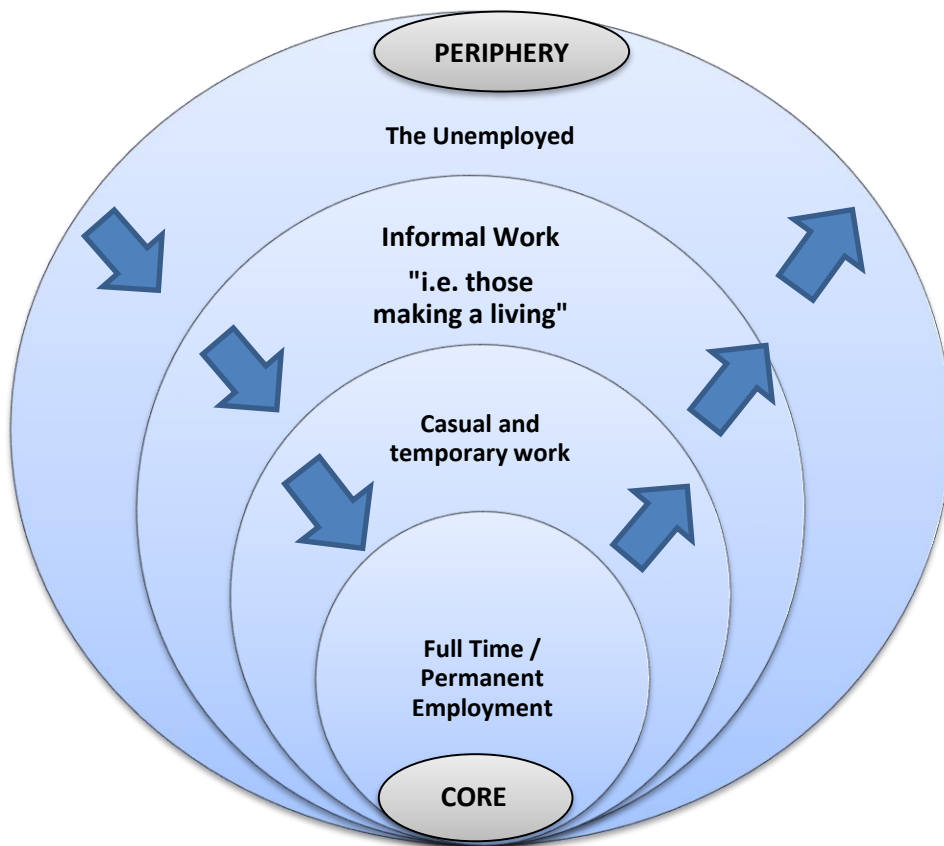 PERIPHERY
The Unemployed
Informal Work
"i.e. those
making a living"
Casual and
temporary work
Full Time /
Permanent
Employment
CORE